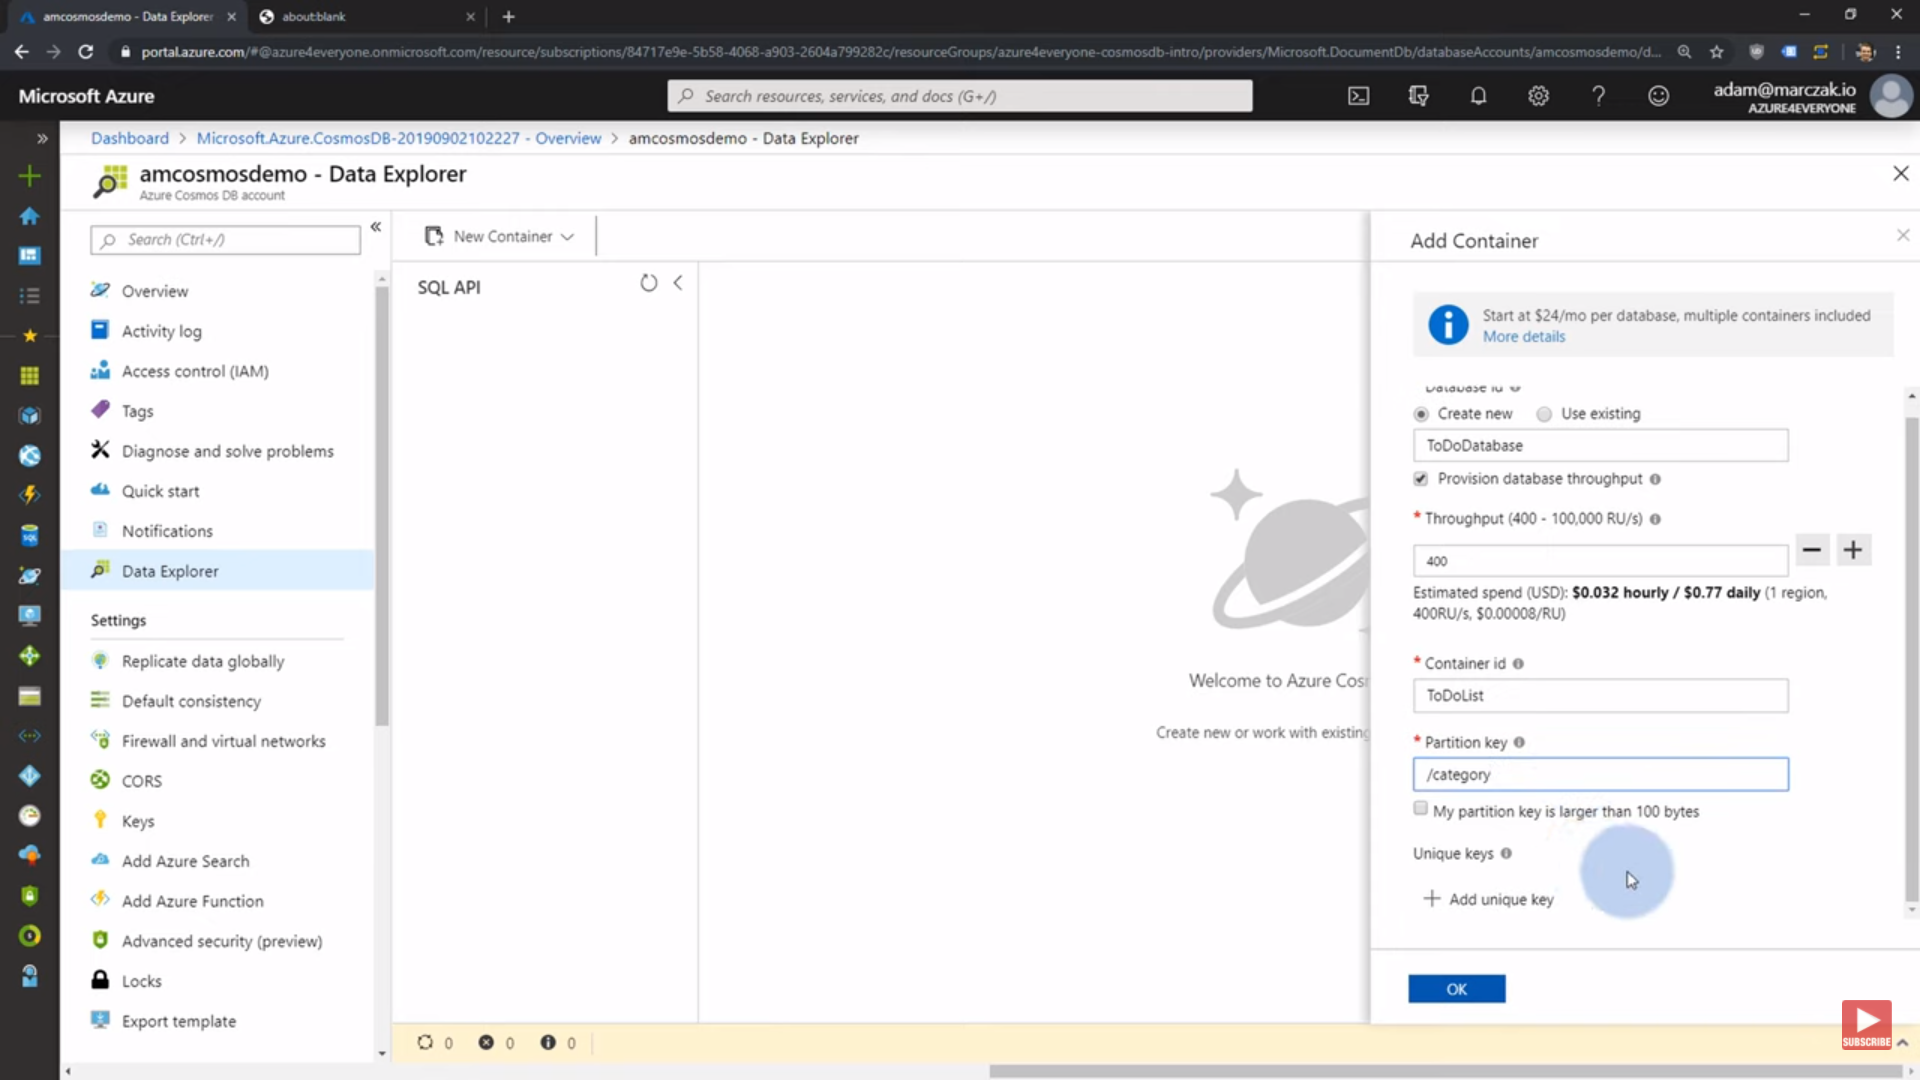 amcosmosdemo - Data Explorer
about:blank
portal.azure.com/#@azure4everyone.onmicrosoft.com/resource/subscriptions/84717e9e-5b58-4068-a903-2604a799282c/resourceGroups/azure4everyone-cosmosdb-intro/providers/Microsoft.DocumentDb/databaseAccounts/amcosmosdemo/d...
Microsoft Azure
Search resources, services, and docs (G+/)
adam@marczak.io
AZURE4EVERYONE
Dashboard > Microsoft.Azure.CosmosDB-20190902102227 - Overview > amcosmosdemo - Data Explorer
amcosmosdemo - Data Explorer
Azure Cosmos DB account
Search (Ctrl+/)
Overview
Activity log
Access control (IAM)
Tags
Diagnose and solve problems
Quick start
Notifications
Data Explorer
Settings
Replicate data globally
Default consistency
Firewall and virtual networks
CORS
Keys
Add Azure Search
Add Azure Function
Advanced security (preview)
Locks
Export template
New Container
SQL API
Welcome to Azure Cos
Create new or work with existing
0 0 0
Add Container
Start at $24/mo per database, multiple containers included
More details
Database id
Create new Use existing
ToDoDatabase
Provision database throughput
* Throughput (400 - 100,000 RU/s)
400
Estimated spend (USD): $0.032 hourly / $0.77 daily (1 region,
400RU/s, $0.00008/RU)
* Container id
ToDoList
* Partition key
/category
My partition key is larger than 100 bytes
Unique keys
Add unique key
OK
SUBSCRIBE
SQL